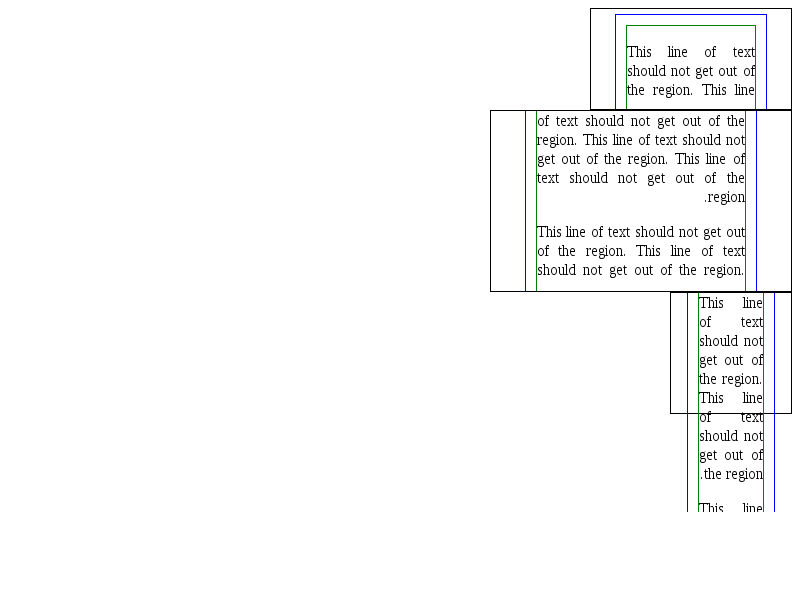 This line of text
should not get out of
the region. This line
of text should not get out of the
region. This line of text should not
get out of the region. This line of
text should not get out of the
.region
This line of text should not get out
of the region. This line of text
should not get out of the region.
This line
of text
should not
get out of
the region.
This line
of text
should not
get out of
.the region
This line